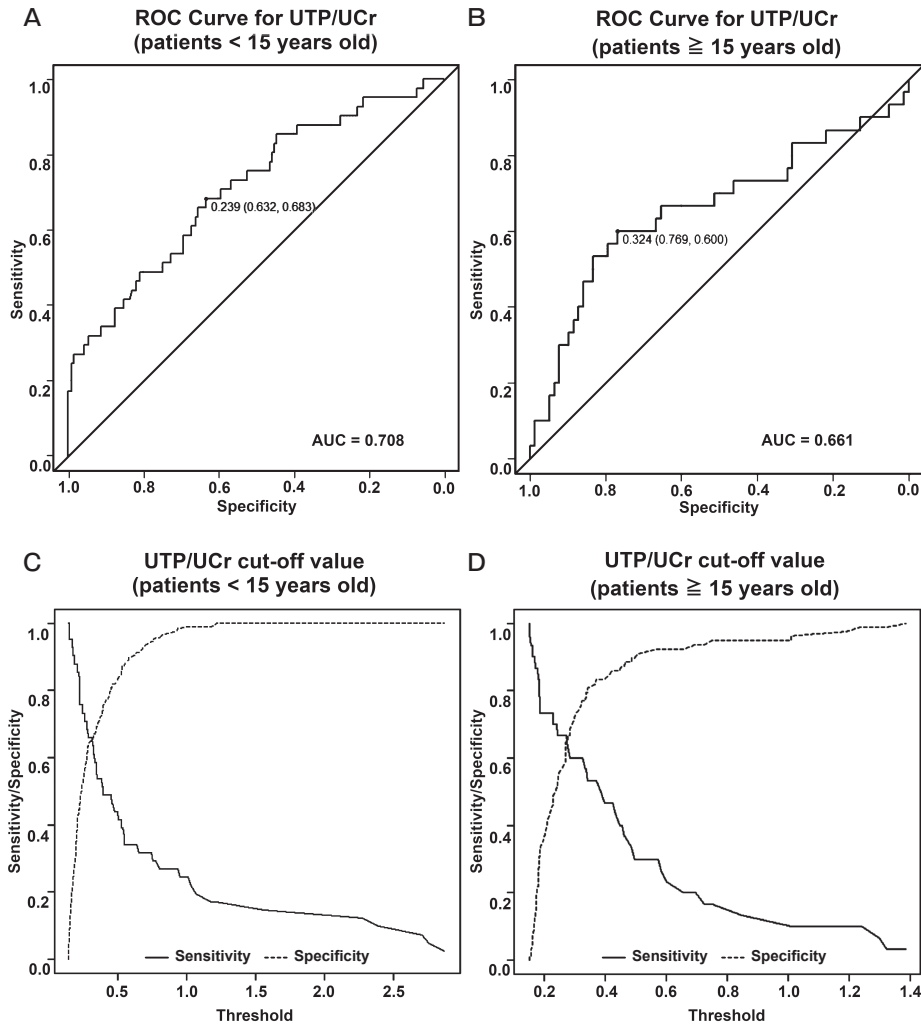 A
ROC Curve for UTP/UCr
(patients < 15 years old)
Sensitivity
1.0
0.8
0.6
0.4
0.2
0.0
0.239 (0.632, 0.683)
AUC = 0.708
1.0 0.8 0.6 0.4 0.2 0.0
Specificity
B
ROC Curve for UTP/UCr
(patients ≧ 15 years old)
Sensitivity
1.0
0.8
0.6
0.4
0.2
0.0
0.324 (0.769, 0.600)
AUC = 0.661
1.0 0.8 0.6 0.4 0.2 0.0
Specificity
C
UTP/UCr cut-off value
(patients < 15 years old)
Sensitivity/Specificity
1.0
0.8
0.6
0.4
0.2
0.0
Sensitivity Specificity
0.5 1.0 1.5 2.0 2.5
Threshold
D
UTP/UCr cut-off value
(patients ≧ 15 years old)
Sensitivity/Specificity
1.0
0.8
0.6
0.4
0.2
0.0
Sensitivity Specificity
0.2 0.4 0.6 0.8 1.0 1.2 1.4
Threshold